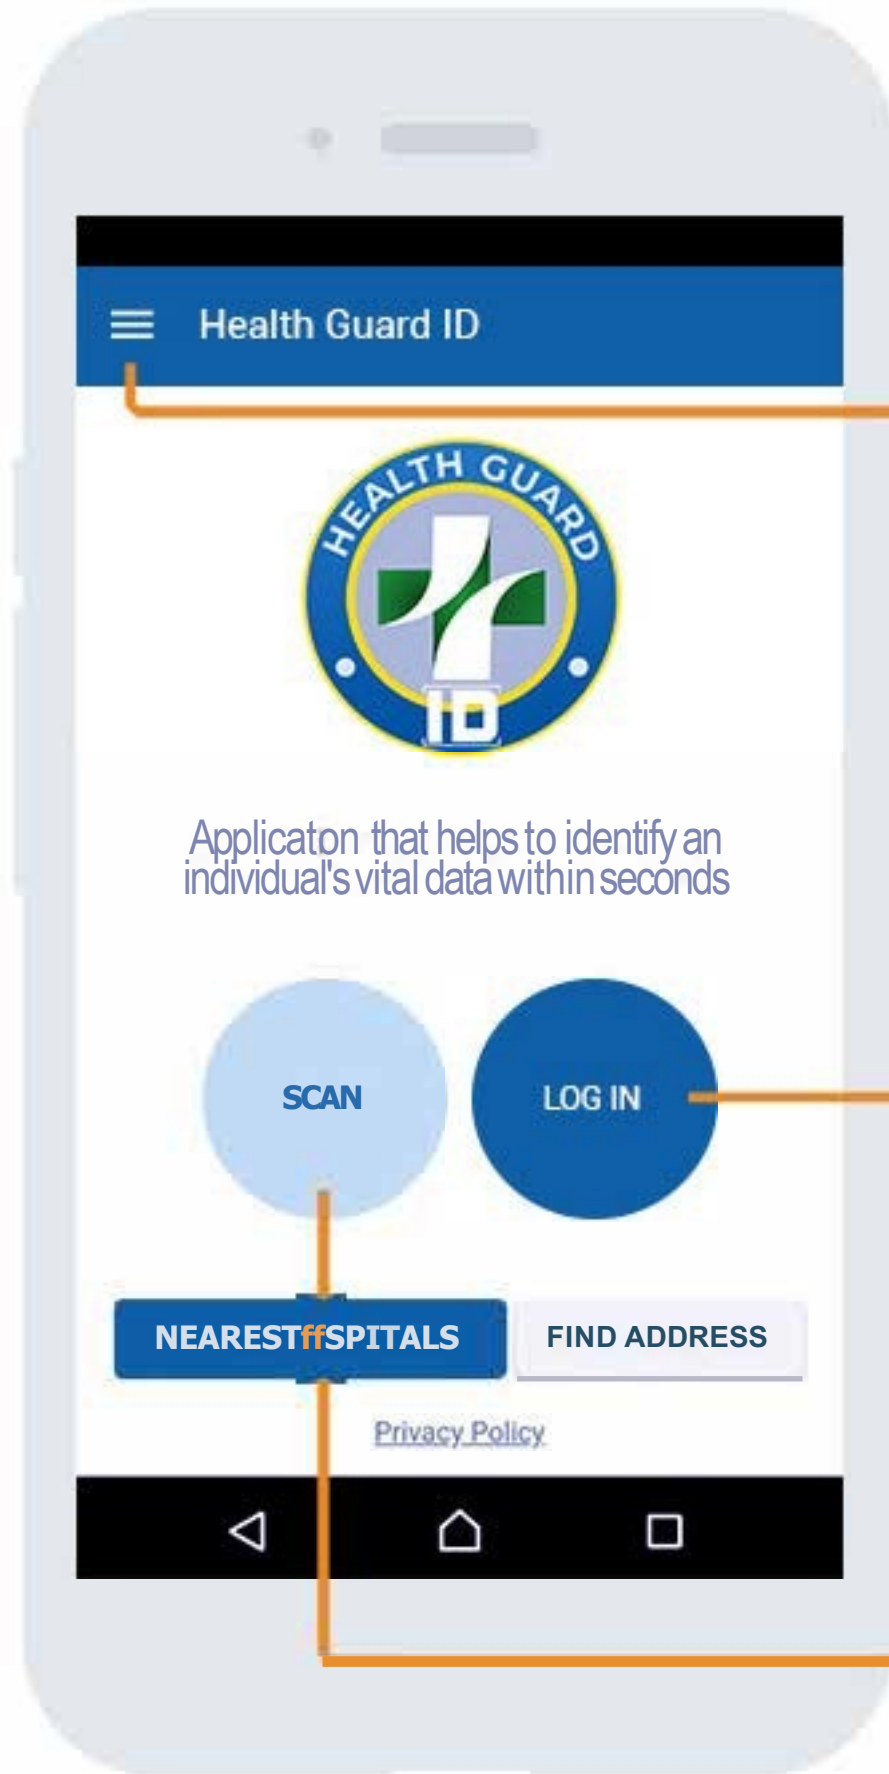 Health Guard ID
HEALTH GUARD
ID
Applicaton that helps to identify an
individual's vital data within seconds
SCAN
LOG IN
NEARESTffSPITALS
FIND ADDRESS
Privacy Policy